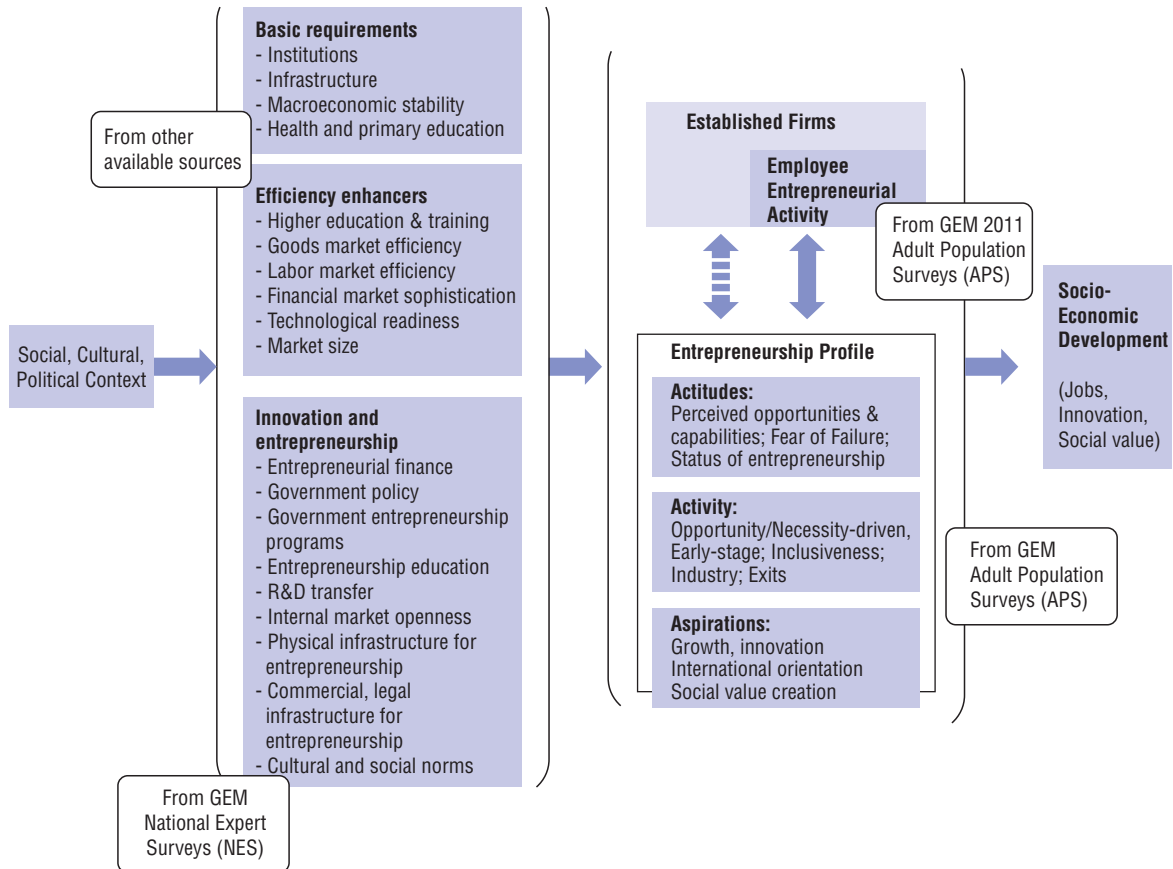 Social, Cultural,
Political Context
Basic requirements
- Institutions
- Infrastructure
- Macroeconomic stability
- Health and primary education
From other
available sources
Efficiency enhancers
- Higher education & training
- Goods market efficiency
- Labor market efficiency
- Financial market sophistication
- Technological readiness
- Market size
Innovation and
entrepreneurship
- Entrepreneurial finance
- Government policy
- Government entrepreneurship
programs
- Entrepreneurship education
- R&D transfer
- Internal market openness
- Physical infrastructure for
entrepreneurship
- Commercial, legal
infrastructure for
entrepreneurship
- Cultural and social norms
From GEM
National Expert
Surveys (NES)
Established Firms
Employee
Entrepreneurial
Activity
From GEM 2011
Adult Population
Surveys (APS)
Entrepreneurship Profile
Actitudes:
Perceived opportunities &
capabilities; Fear of Failure;
Status of entrepreneurship
Activity:
Opportunity/Necessity-driven,
Early-stage; Inclusiveness;
Industry; Exits
Aspirations:
Growth, innovation
International orientation
Social value creation
From GEM
Adult Population
Surveys (APS)
Socio-
Economic
Development
(Jobs,
Innovation,
Social value)